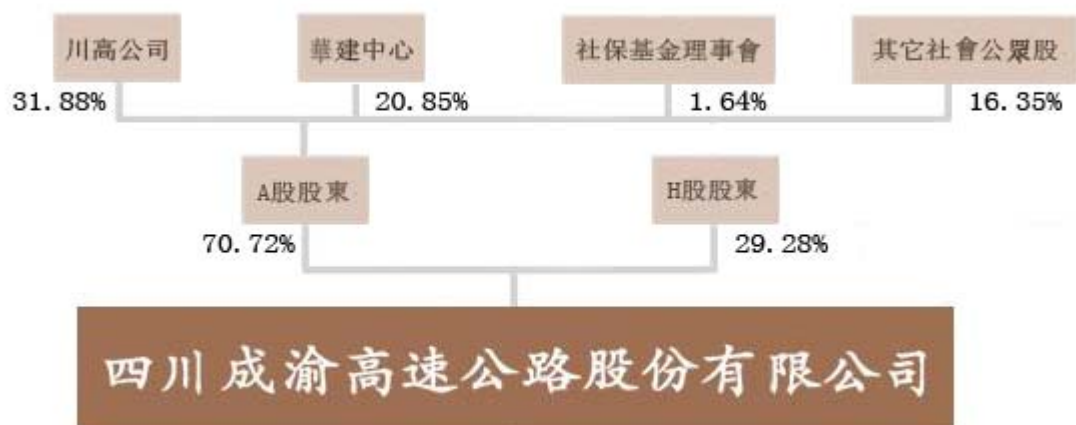 川高公司
華建中心
社保基金理事會
其它社會公眾股
31.88%
20.85%
1.64%
16.35%
A股股東
H股股東
70.72%
29.28%
四川成渝高速公路股份有限公司